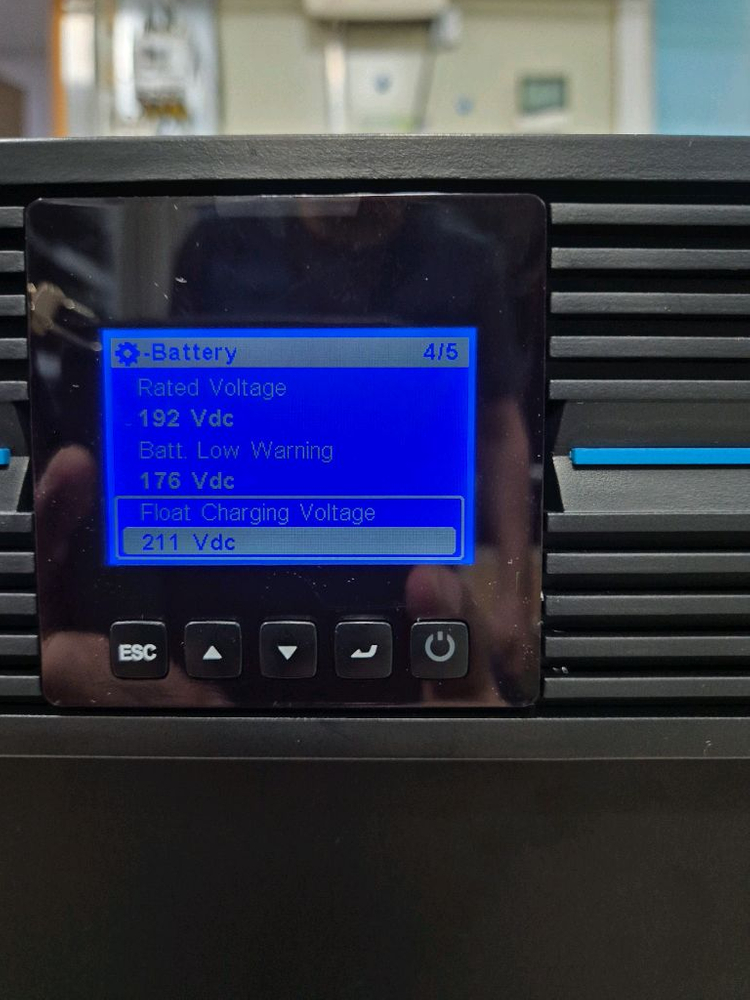 -Battery 4/5
Rated Voltage
192 Vdc
Batt. Low Warning
176 Vdc
Float Charging Voltage
211 Vdc
ESC